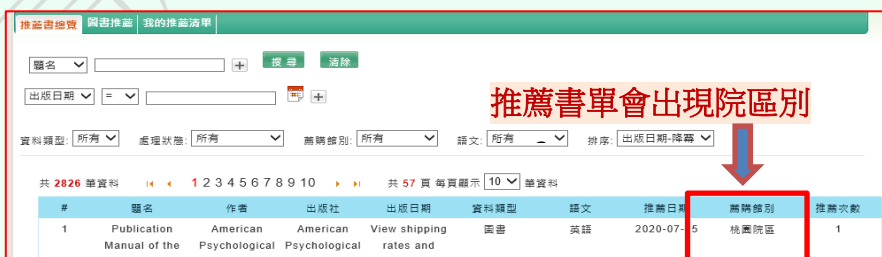 推薦書總覽 圖書推薦 我的推薦清單
題名 + 搜尋 清除
出版日期 = +
推薦書單會出現院區別
資料類型: 所有 處理狀態: 所有 薦購館別: 所有 語文: 所有 排序: 出版日期-降冪
共 2826 筆資料 1 2 3 4 5 6 7 8 9 10 共 57 頁 每頁顯示 10 筆資料
# 題名 作者 出版社 出版日期 資料類型 語文 推薦日期 薦購館別 推薦次數
1 Publication American American View shipping 圖書 英語 2020-07-15 桃園院區 1
Manual of the Psychological Psychological rates and